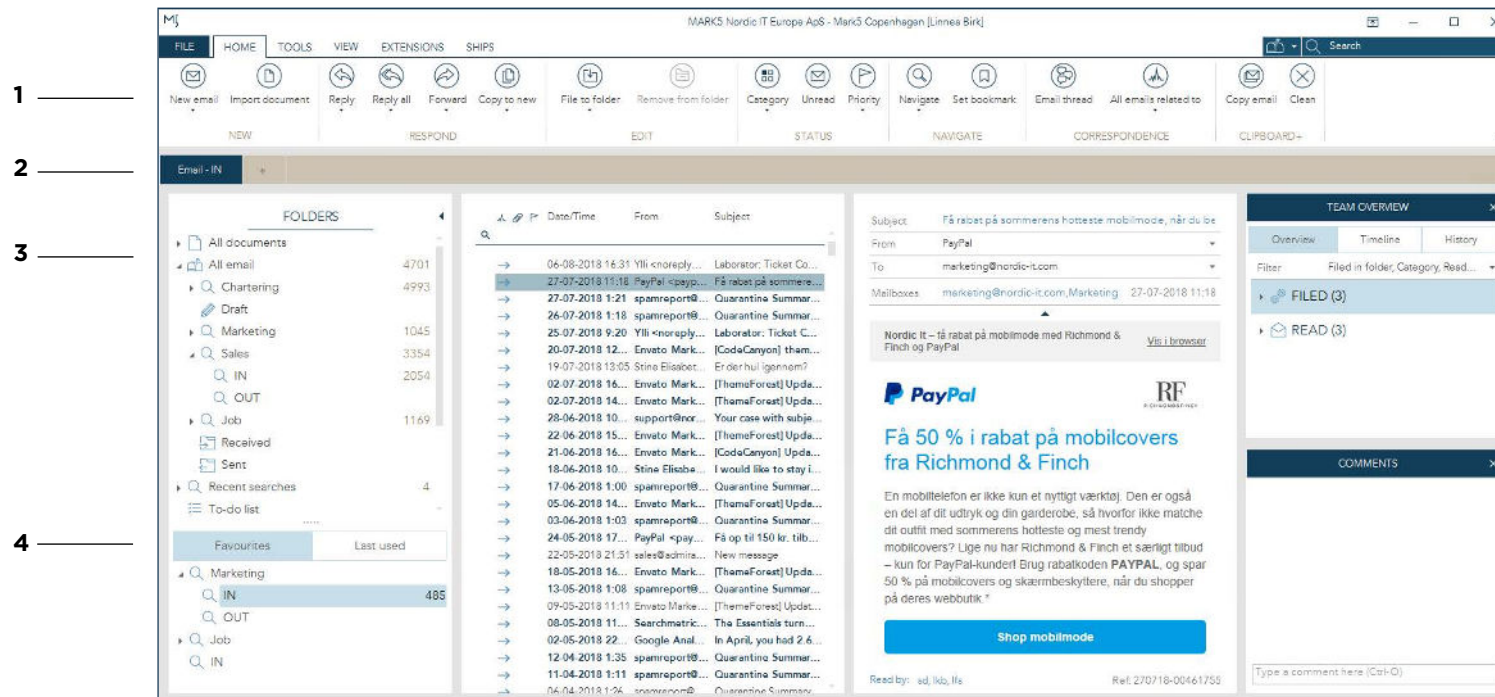 MARK5 Nordic IT Europe ApS - Mark5 Copenhagen [Linnea Birk]
FILE HOME TOOLS VIEW EXTENSIONS SHIPS
Search
1
New email Import document Reply Reply all Forward Copy to new File to folder Remove from folder Category Unread Priority Navigate Set bookmark Email thread All emails related to Copy email Clean
NEW RESPOND EDIT STATUS NAVIGATE CORRESPONDENCE CLIPBOARD+
2
Email - IN +
3
4
FOLDERS
All documents
All email 4701
Chartering 4993
Draft
Marketing 1045
Sales 3354
IN 2054
OUT
Job 1169
Received
Sent
Recent searches 4
To-do list
Favourites Last used
Marketing
IN 485
OUT
Job
IN
Date/Time From Subject
06-08-2018 16:31 Ylli <noreply... Laborator: Ticket Co...
27-07-2018 11:18 PayPal <payp... Få rabat på sommere...
27-07-2018 1:21 spamreport@... Quarantine Summar...
26-07-2018 1:18 spamreport@... Quarantine Summar...
25-07-2018 9:20 Ylli <noreply... Laborator: Ticket C...
20-07-2018 12... Envato Mark... [CodeCanyon] them...
19-07-2018 13:05 Stine Elisabet... Er der hul igennem?
02-07-2018 16... Envato Mark... [ThemeForest] Upda...
02-07-2018 14... Envato Mark... [ThemeForest] Upda...
28-06-2018 10... support@nor... Your case with subje...
22-06-2018 15... Envato Mark... [ThemeForest] Upda...
21-06-2018 16... Envato Mark... [CodeCanyon] Upda...
18-06-2018 10... Stine Elisabe... I would like to stay i...
17-06-2018 1:00 spamreport@... Quarantine Summar...
05-06-2018 14... Envato Mark... [ThemeForest] Upda...
03-06-2018 1:03 spamreport@... Quarantine Summar...
24-05-2018 17... PayPal <pay... Få op til 150 kr. tilb...
22-05-2018 21:51 sales@admira... New message
18-05-2018 16... Envato Mark... [ThemeForest] Upda...
13-05-2018 1:08 spamreport@... Quarantine Summar...
09-05-2018 11:11 Envato Marke... [ThemeForest] Updat...
08-05-2018 11... Searchmetric... The Essentials turn...
02-05-2018 22... Google Anal... In April, you had 2.6...
12-04-2018 1:35 spamreport@... Quarantine Summar...
11-04-2018 1:11 spamreport@... Quarantine Summar...
06-04-2018 1:26 spamreport@... Quarantine Summary
Subject Få rabat på sommerens hotteste mobilmode, når du be
From PayPal
To marketing@nordic-it.com
Mailboxes marketing@nordic-it.com,Marketing 27-07-2018 11:18
Nordic It – få rabat på mobilmode med Richmond &
Finch og PayPal
Vis i browser
PayPal RF
RICHMOND & FINCH
Få 50 % i rabat på mobilcovers
fra Richmond & Finch
En mobiltelefon er ikke kun et nyttigt værktøj. Den er også
en del af dit udtryk og din garderobe, så hvorfor ikke matche
dit outfit med sommerens hotteste og mest trendy
mobilcovers? Lige nu har Richmond & Finch et særligt tilbud
– kun for PayPal-kunder! Brug rabatkoden PAYPAL, og spar
50 % på mobilcovers og skærmbeskyttere, når du shopper
på deres webbutik.*
Shop mobilmode
Read by: sd, lkb, lfs Ref: 270718-00461755
TEAM OVERVIEW
Overview Timeline History
Filter Filed in folder, Category, Read...
FILED (3)
READ (3)
COMMENTS
Type a comment here (Ctrl-O)